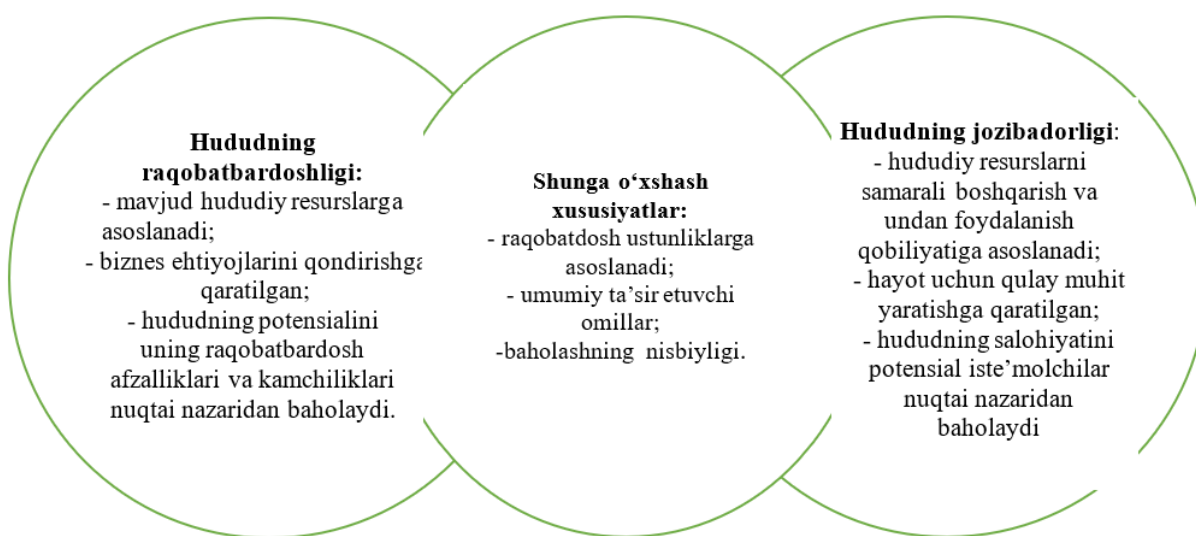 Hududning
raqobatbardoshligi:
- mavjud hududiy resurslarga
asoslanadi;
- biznes ehtiyojlarini qondirishga
qaratilgan;
- hududning potensialini
uning raqobatbardosh
afzalliklari va kamchiliklari
nuqtai nazaridan baholaydi.
Shunga o‘xshash
xususiyatlar:
- raqobatdosh ustunliklarga
asoslanadi;
- umumiy ta’sir etuvchi
omillar;
-baholashning nisbiyligi.
Hududning jozibadorligi:
- hududiy resurslarni
samarali boshqarish va
undan foydalanish
qobiliyatiga asoslanadi;
- hayot uchun qulay muhit
yaratishga qaratilgan;
- hududning salohiyatini
potensial iste’molchilar
nuqtai nazaridan
baholaydi